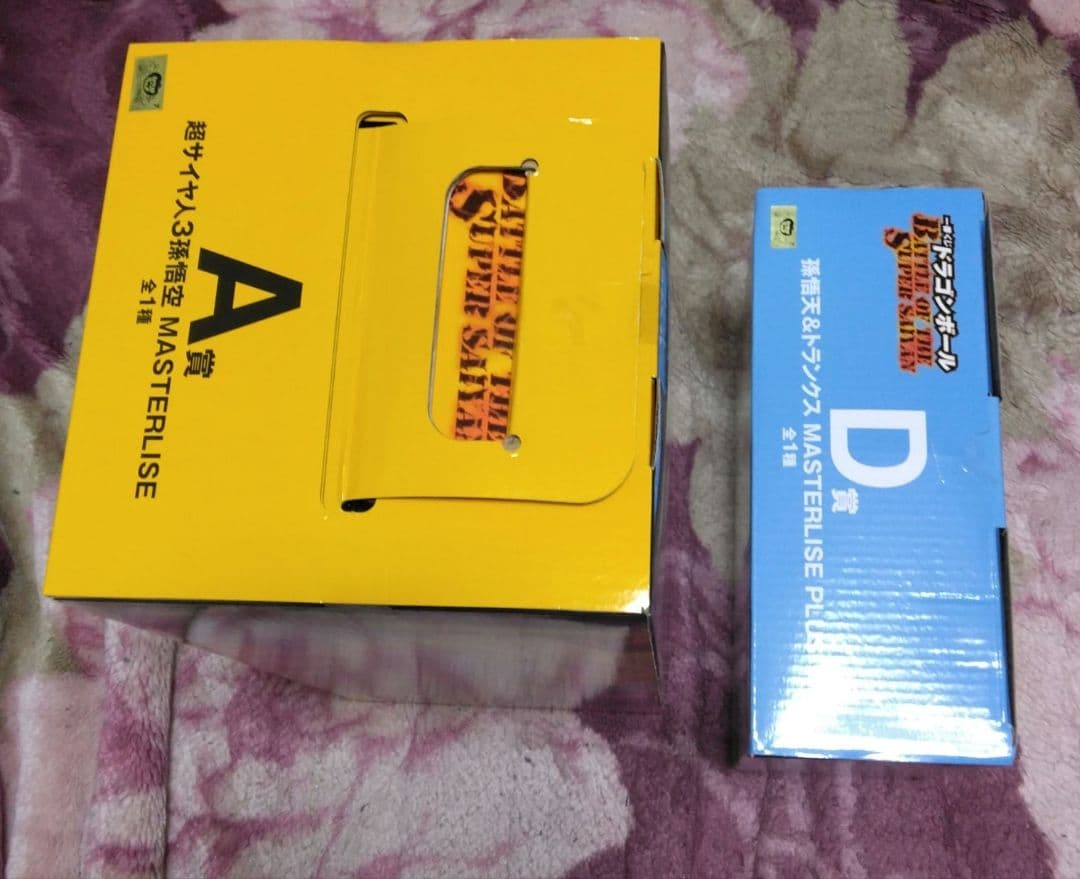 A賞
超サイヤ人3孫悟空 MASTERLISE
全1種
BATTLE OF THE
SUPER SAIYAN
一番くじ
ドラゴンボール
BATTLE OF THE
SUPER SAIYAN
D賞
孫悟天&トランクス MASTERLISE PLUS
全1種